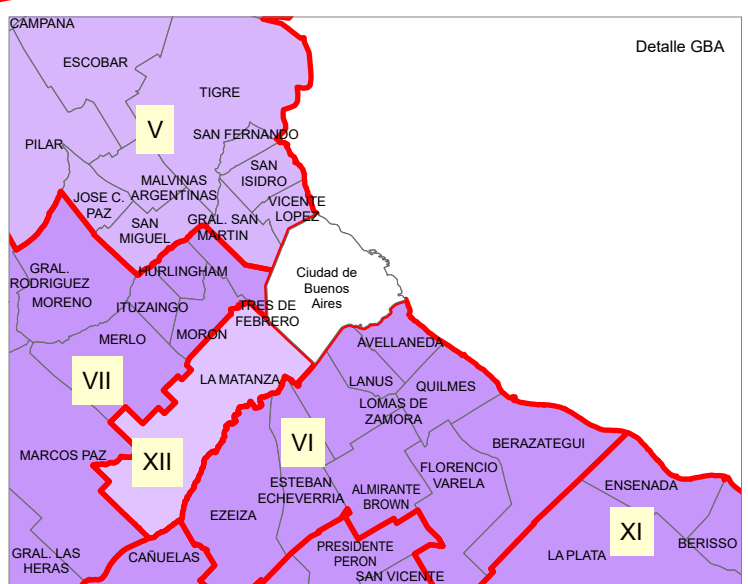 CAMPANA
Detalle GBA
ESCOBAR
TIGRE
V
SAN FERNANDO
PILAR
SAN
ISIDRO
MALVINAS
ARGENTINAS
JOSE C.
PAZ
VICENTE
LOPEZ
SAN
MIGUEL
GRAL. SAN
MARTIN
GRAL.
RODRIGUEZ
HURLINGHAM
Ciudad de
Buenos
Aires
MORENO
ITUZAINGO
TRES DE
FEBRERO
MERLO
MORON
AVELLANEDA
VII
LA MATANZA
LANUS
QUILMES
LOMAS DE
ZAMORA
VI
BERAZATEGUI
MARCOS PAZ
XII
FLORENCIO
VARELA
ESTEBAN
ECHEVERRIA
ALMIRANTE
BROWN
ENSENADA
EZEIZA
XI
BERISSO
GRAL. LAS
HERAS
CAÑUELAS
PRESIDENTE
PERON
LA PLATA
SAN VICENTE